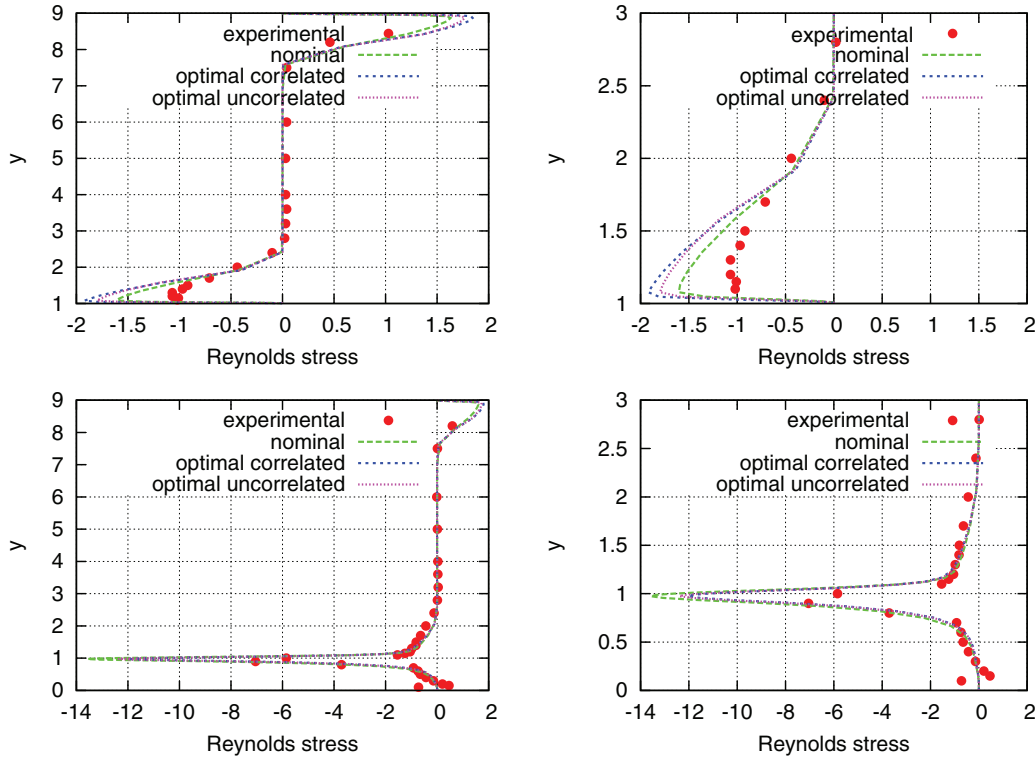 9
8
7
6
5
4
3
2
1
y
experimental
nominal
optimal correlated
optimal uncorrelated
-2 -1.5 -1 -0.5 0 0.5 1 1.5 2
Reynolds stress
3
2.5
2
1.5
1
y
experimental
nominal
optimal correlated
optimal uncorrelated
-2 -1.5 -1 -0.5 0 0.5 1 1.5 2
Reynolds stress
9
8
7
6
5
4
3
2
1
0
y
experimental
nominal
optimal correlated
optimal uncorrelated
-14 -12 -10 -8 -6 -4 -2 0 2
Reynolds stress
3
2.5
2
1.5
1
0.5
0
y
experimental
nominal
optimal correlated
optimal uncorrelated
-14 -12 -10 -8 -6 -4 -2 0 2
Reynolds stress